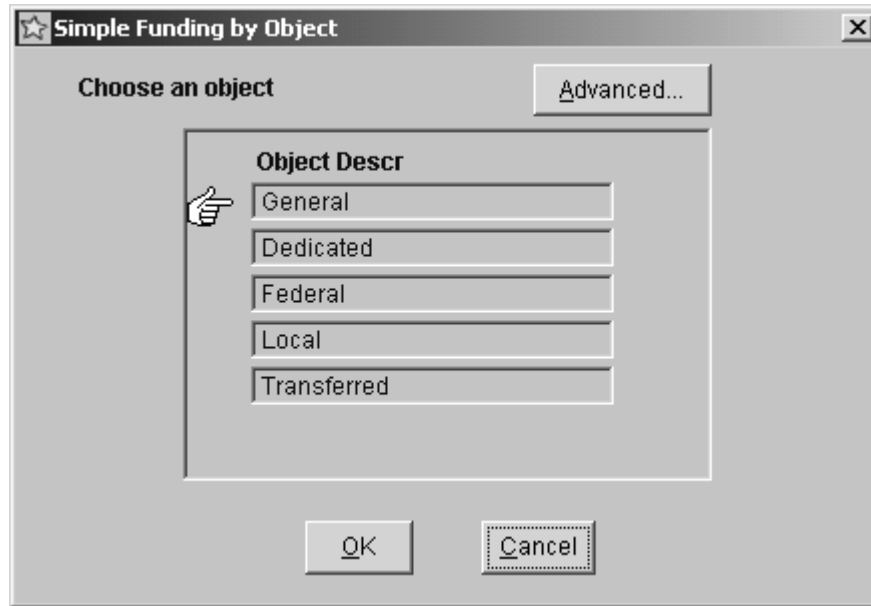 Simple Funding by Object
Choose an object
Advanced...
Object Descr
General
Dedicated
Federal
Local
Transferred
OK
Cancel